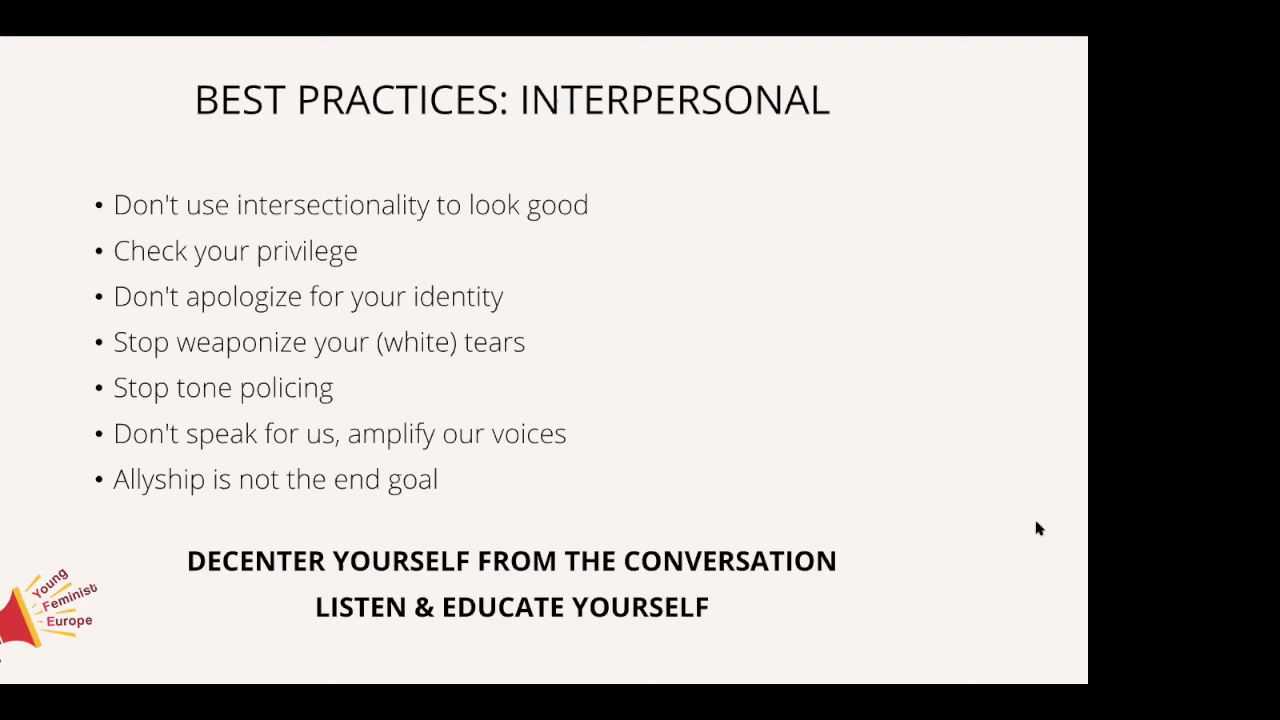 BEST PRACTICES: INTERPERSONAL
• Don't use intersectionality to look good
• Check your privilege
• Don't apologize for your identity
• Stop weaponize your (white) tears
• Stop tone policing
• Don't speak for us, amplify our voices
• Allyship is not the end goal
DECENTER YOURSELF FROM THE CONVERSATION
LISTEN & EDUCATE YOURSELF
Young
Feminist
Europe